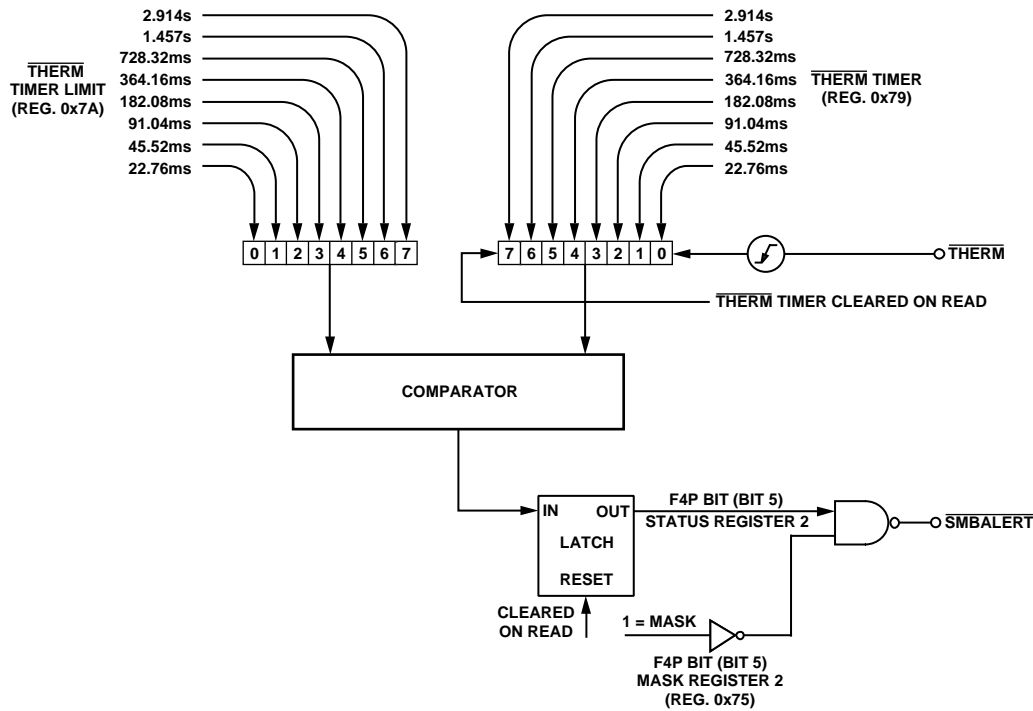 2.914s
1.457s
728.32ms
364.16ms
182.08ms
91.04ms
45.52ms
22.76ms
THERM
TIMER LIMIT
(REG. 0x7A)
2.914s
1.457s
728.32ms
364.16ms
182.08ms
91.04ms
45.52ms
22.76ms
THERM TIMER
(REG. 0x79)
0 1 2 3 4 5 6 7
7 6 5 4 3 2 1 0
THERM
THERM TIMER CLEARED ON READ
COMPARATOR
IN OUT
LATCH
RESET
F4P BIT (BIT 5)
STATUS REGISTER 2
SMBALERT
CLEARED
ON READ
1 = MASK
F4P BIT (BIT 5)
MASK REGISTER 2
(REG. 0x75)